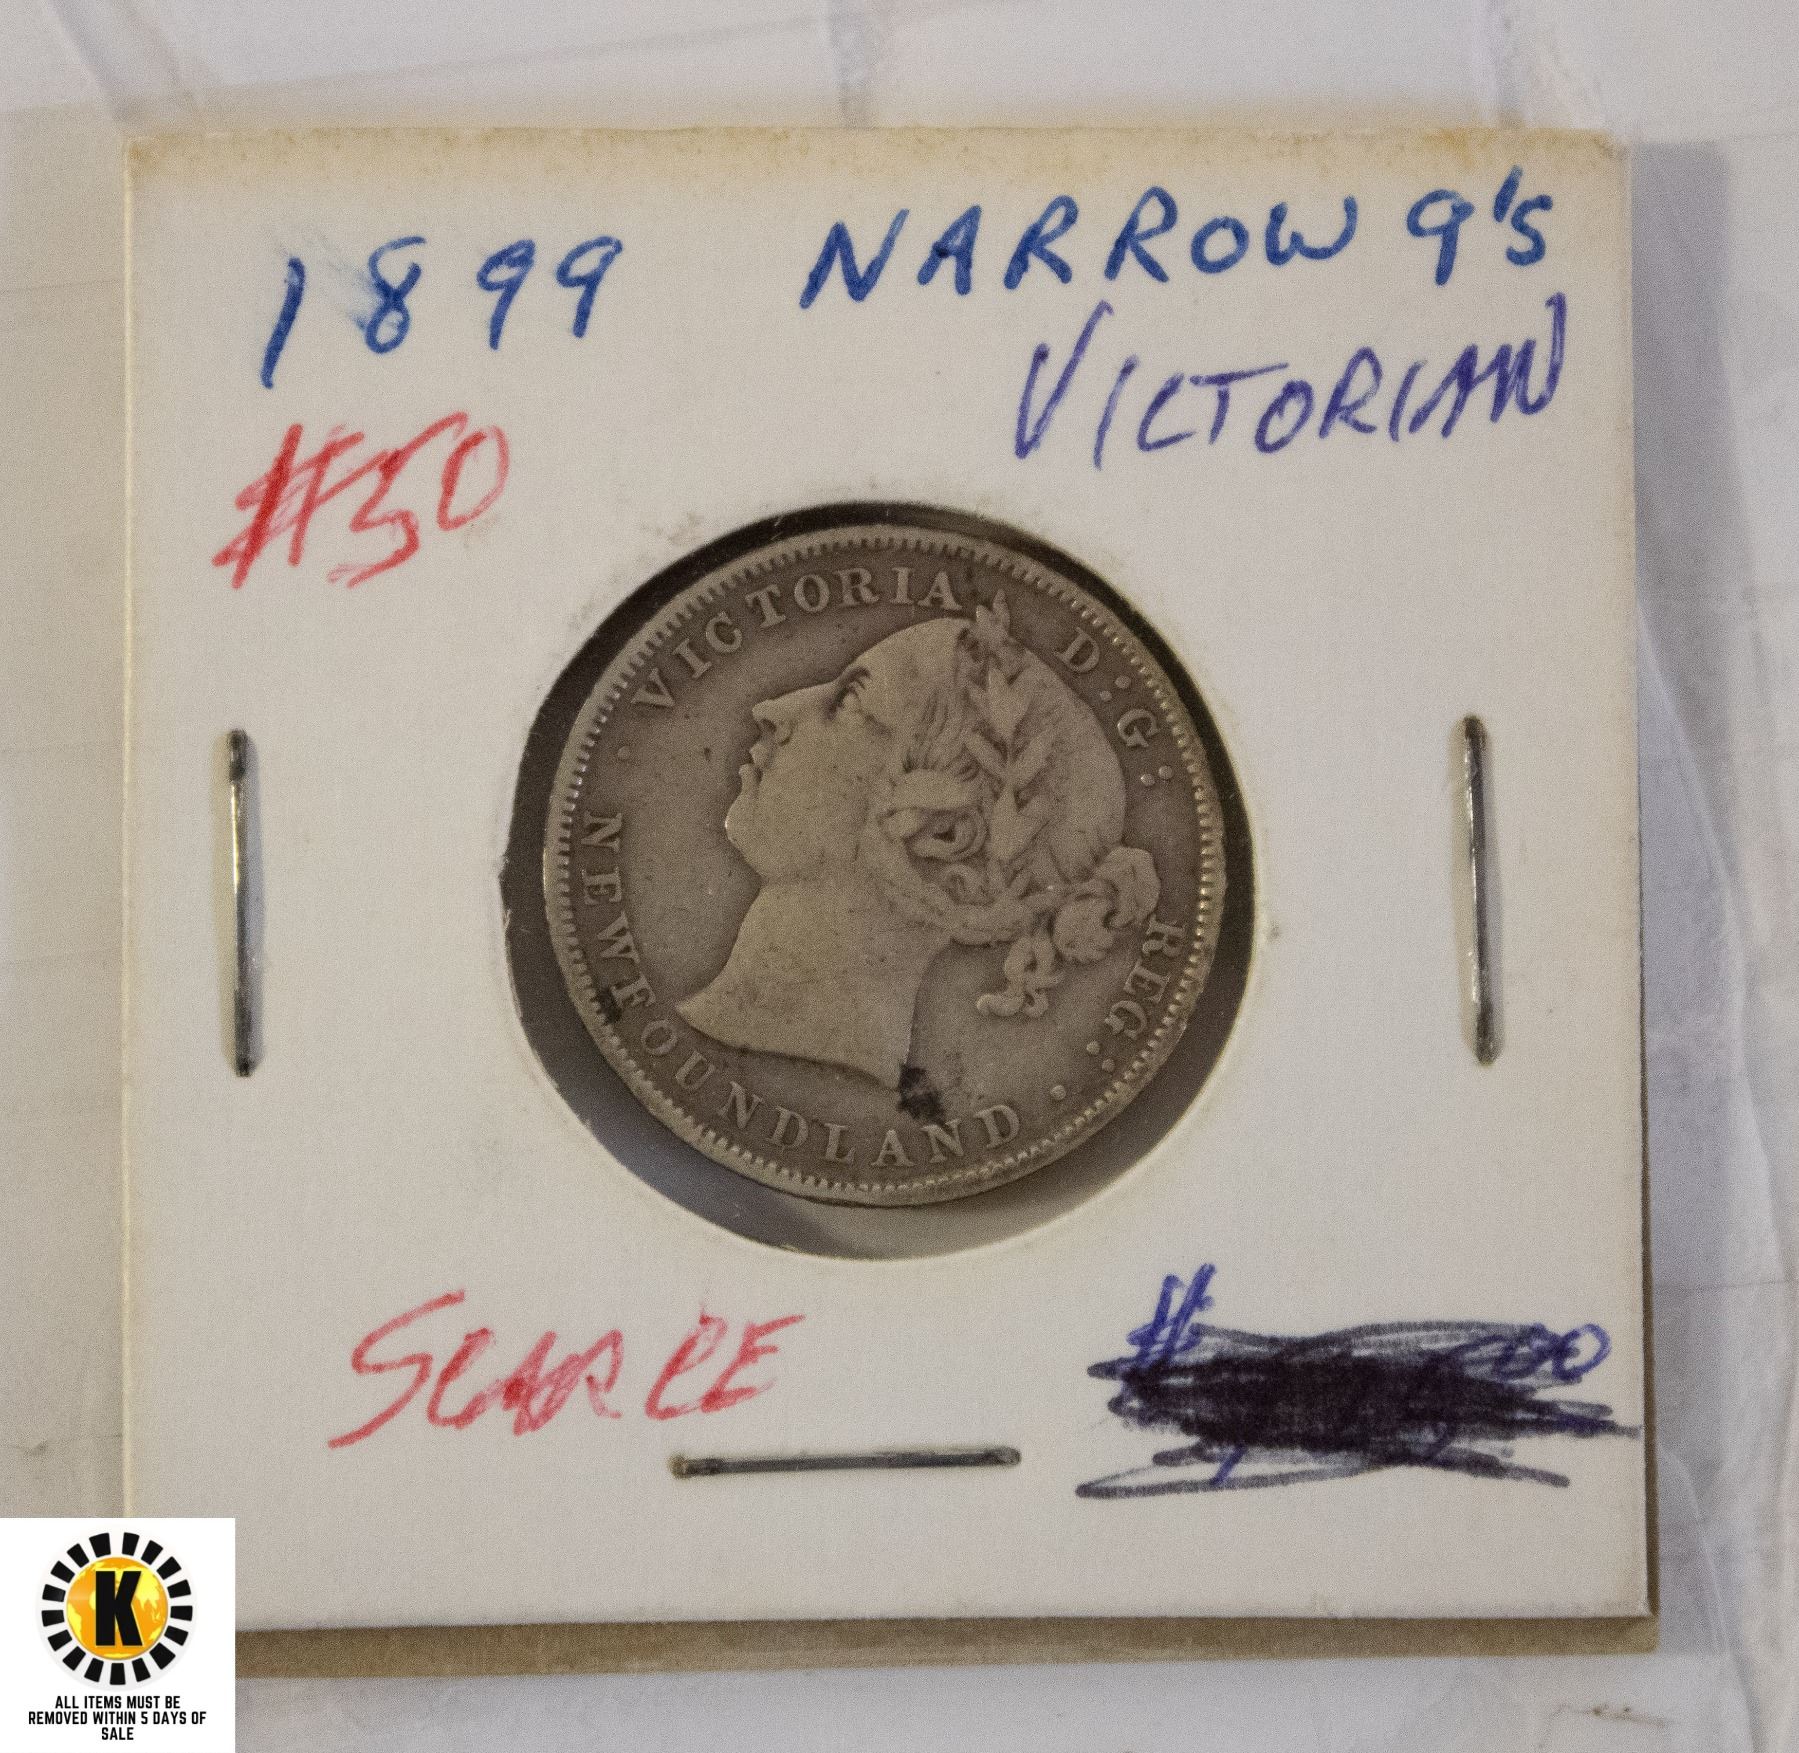 1899 NARROW 9's
VICTORIAN
#50
VICTORIA D:G: REG:
NEWFOUNDLAND
SCARCE
00
K
ALL ITEMS MUST BE
REMOVED WITHIN 5 DAYS OF
SALE